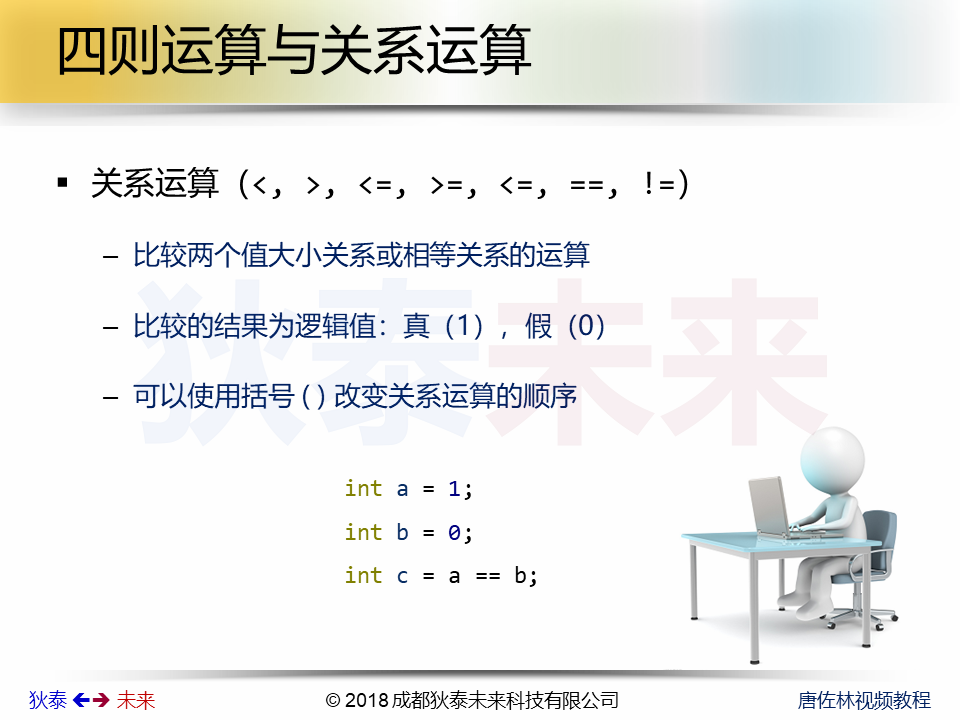 四则运算与关系运算
▪ 关系运算（<, >, <=, >=, <=, ==, !=）
– 比较两个值大小关系或相等关系的运算
– 比较的结果为逻辑值：真（1），假（0）
– 可以使用括号 ( ) 改变关系运算的顺序
狄泰未来
int a = 1;
int b = 0;
int c = a == b;
狄泰 🡸🡺 未来
© 2018 成都狄泰未来科技有限公司
唐佐林视频教程